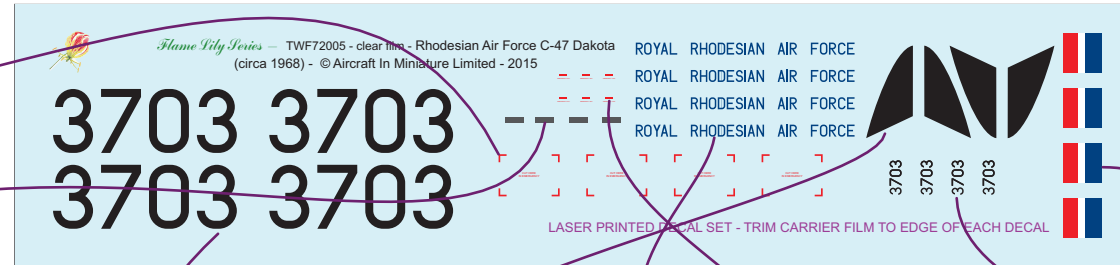 Flame Lily Series – TWF72005 - clear film - Rhodesian Air Force C-47 Dakota
(circa 1968) - © Aircraft In Miniature Limited - 2015
3703 3703
3703 3703
ROYAL RHODESIAN AIR FORCE
ROYAL RHODESIAN AIR FORCE
ROYAL RHODESIAN AIR FORCE
ROYAL RHODESIAN AIR FORCE
3703
3703
3703
3703
LASER PRINTED DECAL SET - TRIM CARRIER FILM TO EDGE OF EACH DECAL